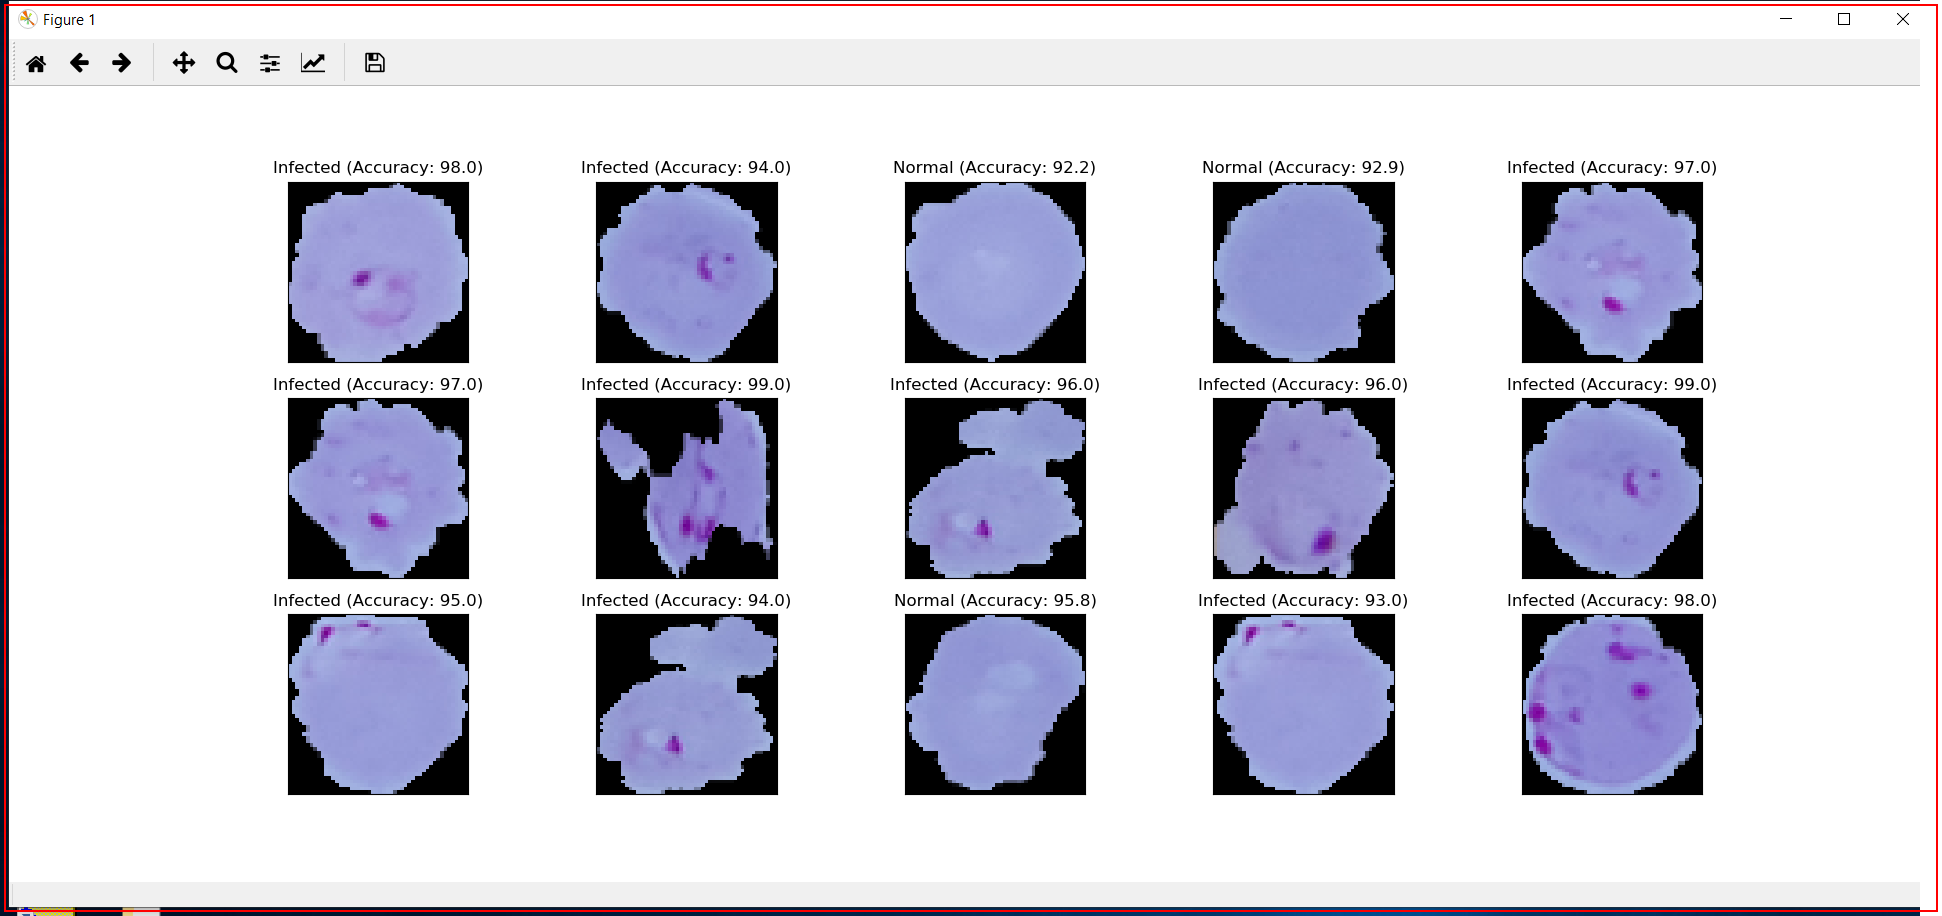 Figure 1
Infected (Accuracy: 98.0)
Infected (Accuracy: 94.0)
Normal (Accuracy: 92.2)
Normal (Accuracy: 92.9)
Infected (Accuracy: 97.0)
Infected (Accuracy: 97.0)
Infected (Accuracy: 99.0)
Infected (Accuracy: 96.0)
Infected (Accuracy: 96.0)
Infected (Accuracy: 99.0)
Infected (Accuracy: 95.0)
Infected (Accuracy: 94.0)
Normal (Accuracy: 95.8)
Infected (Accuracy: 93.0)
Infected (Accuracy: 98.0)